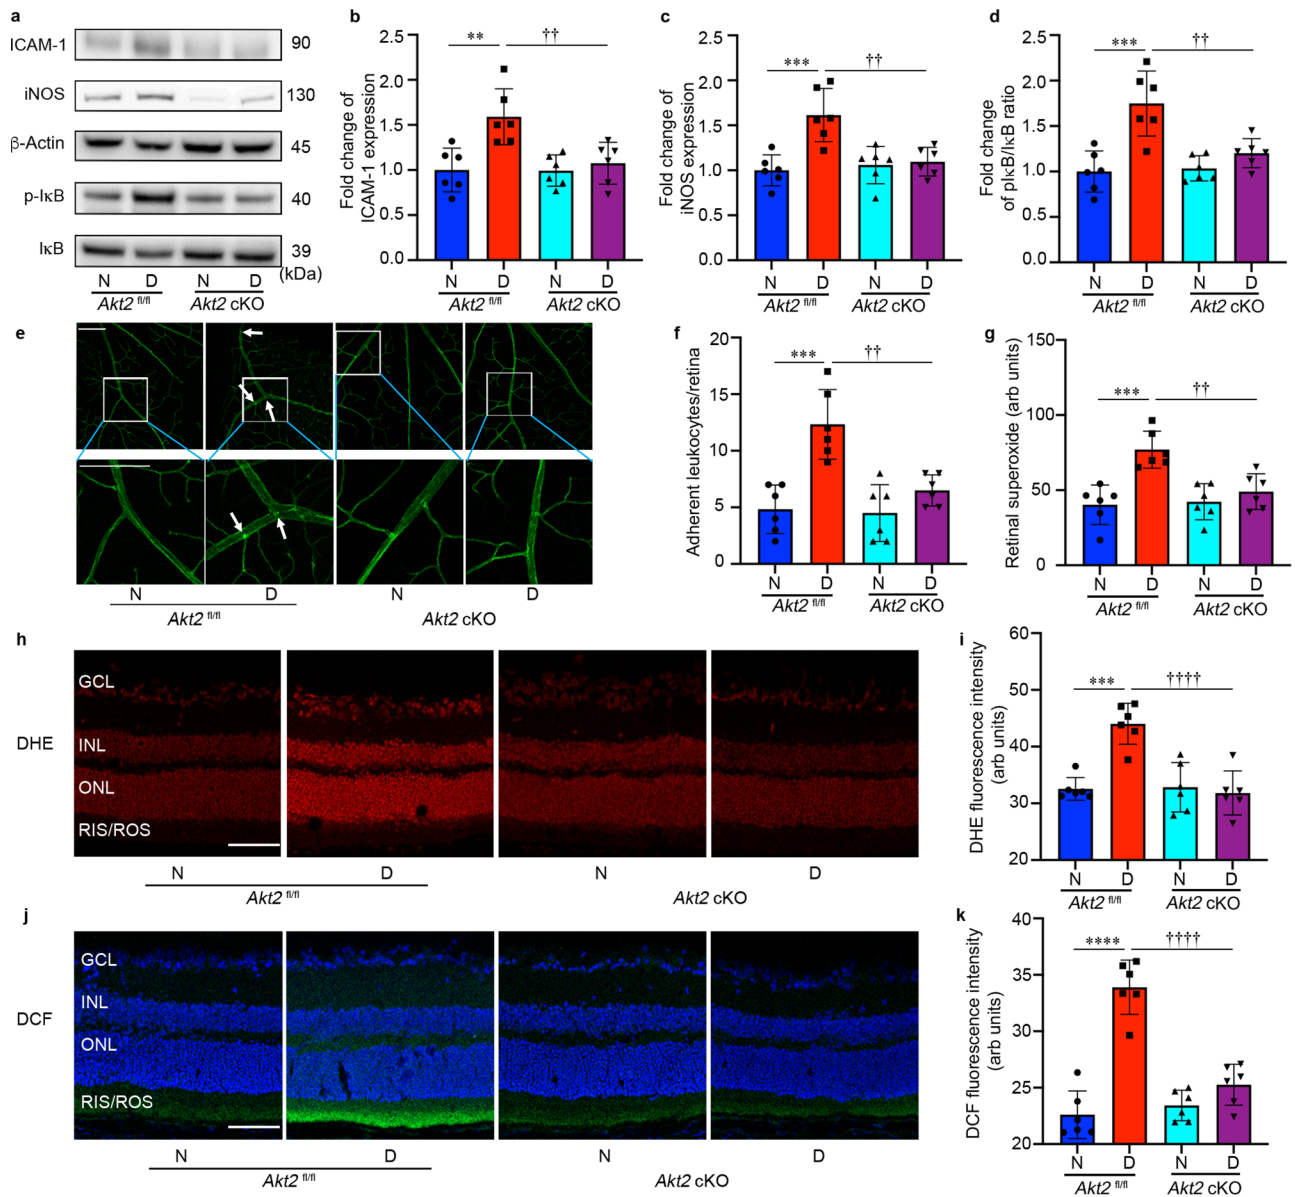 a
ICAM-1
90
iNOS
130
β-Actin
45
p-IκB
40
IκB
39
N D N D
(kDa)
Akt2 fl/fl Akt2 cKO
b
Fold change of
ICAM-1 expression
2.5
2.0
1.5
1.0
0.5
0.0
** ††
N D N D
Akt2 fl/fl Akt2 cKO
c
Fold change of
iNOS expression
2.5
2.0
1.5
1.0
0.5
0.0
*** ††
N D N D
Akt2 fl/fl Akt2 cKO
d
Fold change
of pIκB/IκB ratio
2.5
2.0
1.5
1.0
0.5
0.0
*** ††
N D N D
Akt2 fl/fl Akt2 cKO
e
N D N D
Akt2 fl/fl Akt2 cKO
f
Adherent leukocytes/retina
20
15
10
5
0
*** ††
N D N D
Akt2 fl/fl Akt2 cKO
g
Retinal superoxide (arb units)
150
100
50
0
*** ††
N D N D
Akt2 fl/fl Akt2 cKO
h
DHE
GCL
INL
ONL
RIS/ROS
N D N D
Akt2 fl/fl Akt2 cKO
i
DHE fluorescence intensity
(arb units)
60
50
40
30
20
*** ††††
N D N D
Akt2 fl/fl Akt2 cKO
j
DCF
GCL
INL
ONL
RIS/ROS
N D N D
Akt2 fl/fl Akt2 cKO
k
DCF fluorescence intensity
(arb units)
40
35
30
25
20
**** ††††
N D N D
Akt2 fl/fl Akt2 cKO